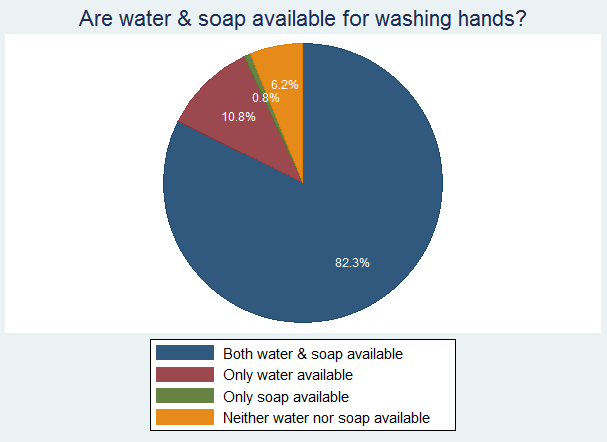 Are water & soap available for washing hands?
6.2%
0.8%
10.8%
82.3%
Both water & soap available
Only water available
Only soap available
Neither water nor soap available